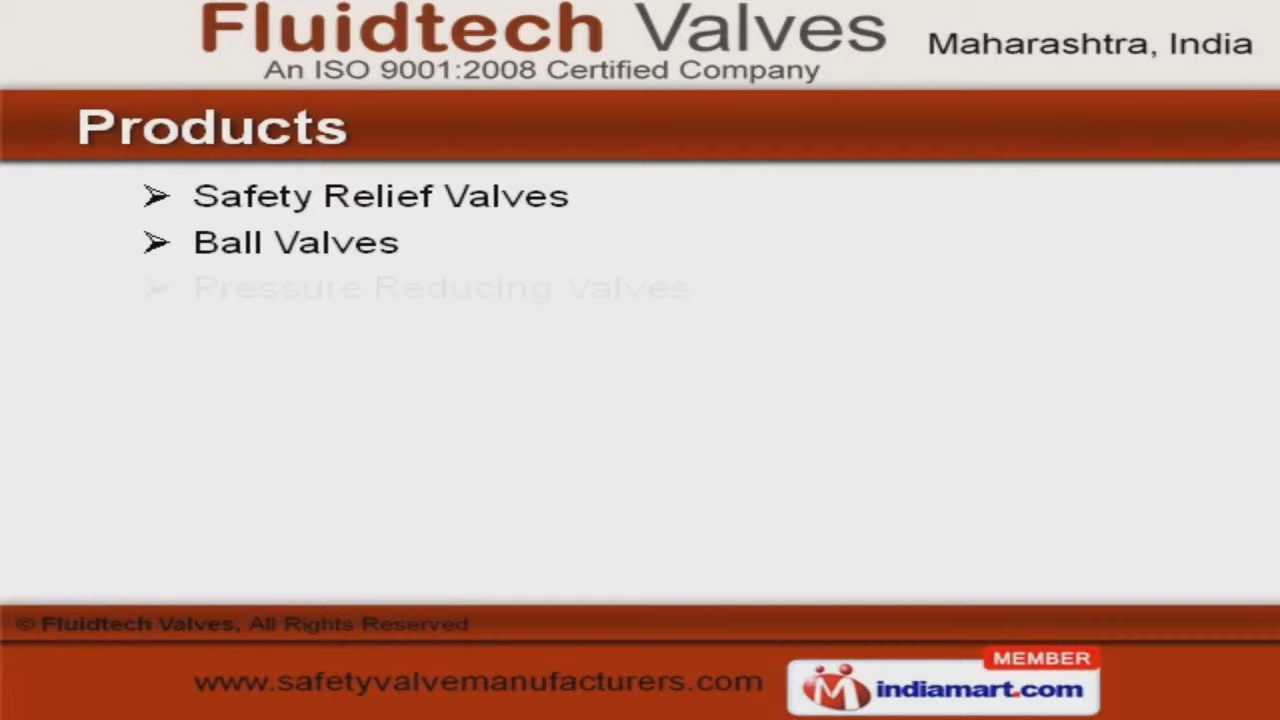 Fluidtech Valves
An ISO 9001:2008 Certified Company
Maharashtra, India
Products
➢ Safety Relief Valves
➢ Ball Valves
➢ Pressure Reducing Valves
© Fluidtech Valves, All Rights Reserved
www.safetyvalvemanufacturers.com
MEMBER
indiamart.com